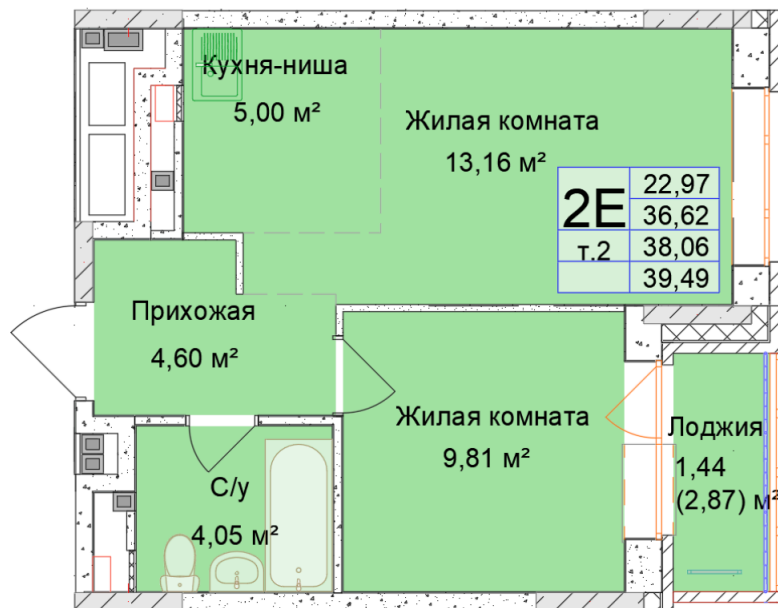 Кухня-ниша
5,00 м²
Жилая комната
13,16 м²
2Е
т.2
22,97
36,62
38,06
39,49
Прихожая
4,60 м²
Жилая комната
9,81 м²
Лоджия
1,44
(2,87) м²
С/у
4,05 м²